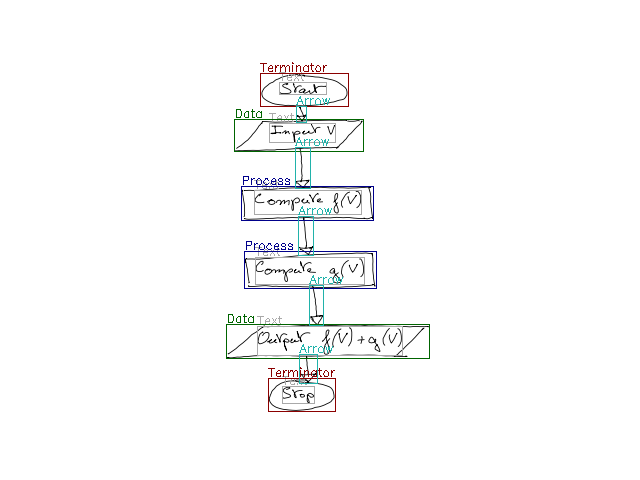 Terminator
Text
Start
Arrow
Data
Text
Input V
Arrow
Process
Text
Compute f(V)
Arrow
Process
Text
Compute g(V)
Arrow
Data
Text
Output f(V) + g(V)
Arrow
Terminator
Text
Stop